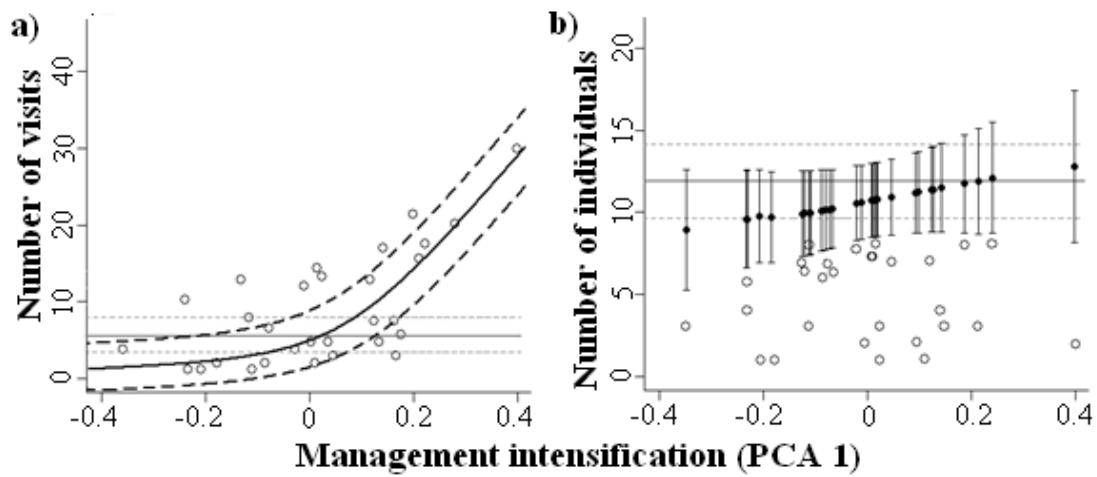 a)
Number of visits
40
30
20
10
0
-0.4 -0.2 0 0.2 0.4
b)
Number of individuals
20
15
10
5
0
-0.4 -0.2 0 0.2 0.4
Management intensification (PCA 1)